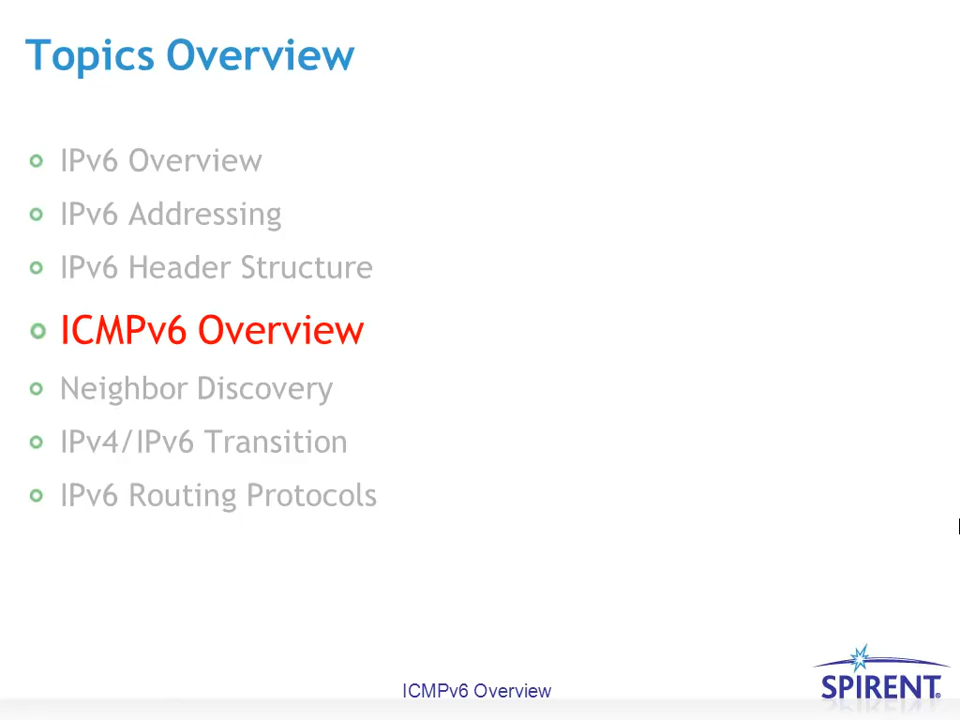 Topics Overview
IPv6 Overview
IPv6 Addressing
IPv6 Header Structure
ICMPv6 Overview
Neighbor Discovery
IPv4/IPv6 Transition
IPv6 Routing Protocols
ICMPv6 Overview
SPIRENT®